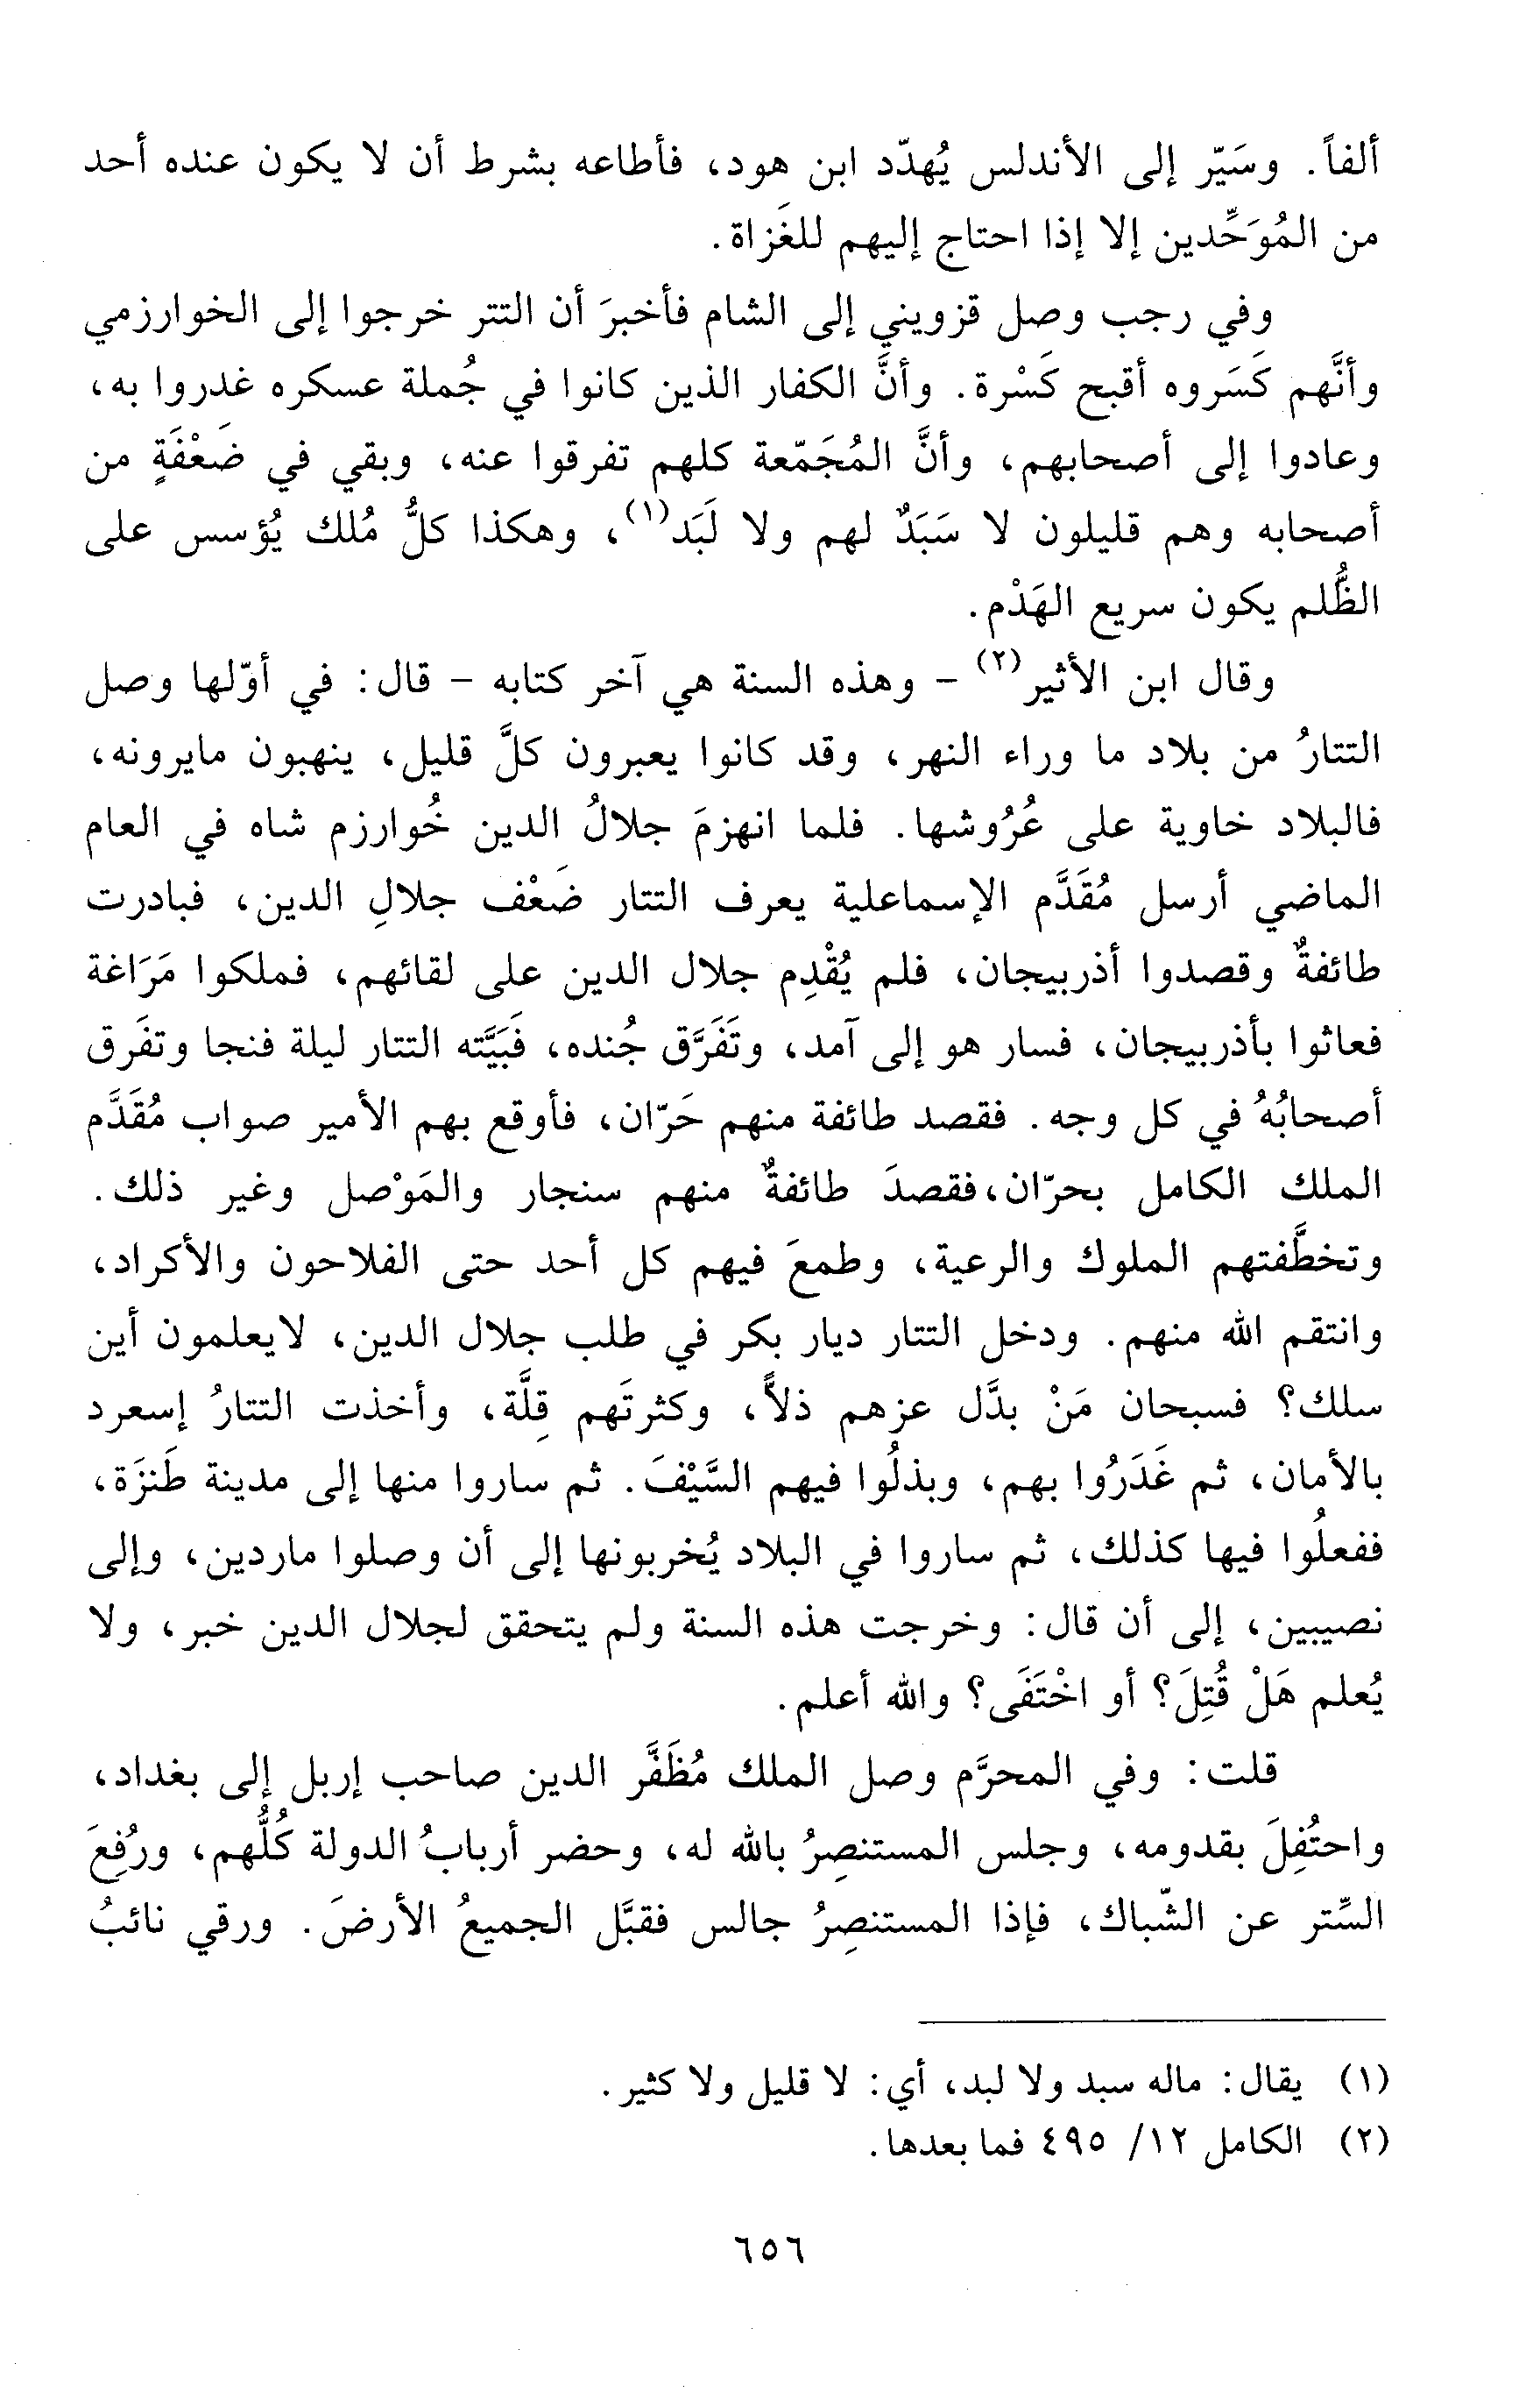 ألفاً. وسَيّر إلى الأندلس يُهدّد ابن هود، فأطاعه بشرط أن لا يكون عنده أحد
من المُوَحِّدين إلا إذا احتاج إليهم للغَزاة.
وفي رجب وصل قزويني إلى الشام فأخبرَ أن التتر خرجوا إلى الخوارزمي
وأنَّهم كَسَروه أقبح كَسْرة. وأنَّ الكفار الذين كانوا في جُملة عسكره غدروا به،
وعادوا إلى أصحابهم، وأنَّ المُجَمّعة كلهم تفرقوا عنه، وبقي في ضَعْفَةٍ من
أصحابه وهم قليلون لا سَبَدٌ لهم ولا لَبَد(١)، وهكذا كلُّ مُلك يُؤسس على
الظُّلم يكون سريع الهَدْم.
وقال ابن الأثير(٢) - وهذه السنة هي آخر كتابه - قال: في أوّلها وصل
التتارُ من بلاد ما وراء النهر، وقد كانوا يعبرون كلَّ قليل، ينهبون مايرونه،
فالبلاد خاوية على عُرُوشها. فلما انهزمَ جلالُ الدين خُوارزم شاه في العام
الماضي أرسل مُقَدَّم الإسماعلية يعرف التتار ضَعْف جلالِ الدين، فبادرت
طائفةٌ وقصدوا أذربيجان، فلم يُقْدِم جلال الدين على لقائهم، فملكوا مَرَاغة
فعاثوا بأذربيجان، فسار هو إلى آمد، وتَفَرَّق جُنده، فَبَيَّته التتار ليلة فنجا وتفَرق
أصحابُهُ في كل وجه. فقصد طائفة منهم حَرّان، فأوقع بهم الأمير صواب مُقَدَّم
الملك الكامل بحرّان،فقصدَ طائفةٌ منهم سنجار والمَوْصل وغير ذلك.
وتخطَّفتهم الملوك والرعية، وطمعَ فيهم كل أحد حتى الفلاحون والأكراد،
وانتقم الله منهم. ودخل التتار ديار بكر في طلب جلال الدين، لايعلمون أين
سلك؟ فسبحان مَنْ بدَّل عزهم ذلاًّ، وكثرتَهم قِلَّة، وأخذت التتارُ إسعرد
بالأمان، ثم غَدَرُوا بهم، وبذلُوا فيهم السَّيْفَ. ثم ساروا منها إلى مدينة طَنزَة،
ففعلُوا فيها كذلك، ثم ساروا في البلاد يُخربونها إلى أن وصلوا ماردين، وإلى
نصيبين، إلى أن قال: وخرجت هذه السنة ولم يتحقق لجلال الدين خبر، ولا
يُعلم هَلْ قُتِلَ؟ أو اخْتَفَى؟ والله أعلم.
قلت: وفي المحرَّم وصل الملك مُظَفَّر الدين صاحب إربل إلى بغداد،
واحتُفِلَ بقدومه، وجلس المستنصِرُ بالله له، وحضر أربابُ الدولة كُلُّهم، ورُفِعَ
السِّتر عن الشّباك، فإذا المستنصِرُ جالس فقبَّل الجميعُ الأرضَ. ورقي نائبُ
(١) يقال: ماله سبد ولا لبد، أي: لا قليل ولا كثير.
(٢) الكامل ١٢/ ٤٩٥ فما بعدها.
٦٥٦